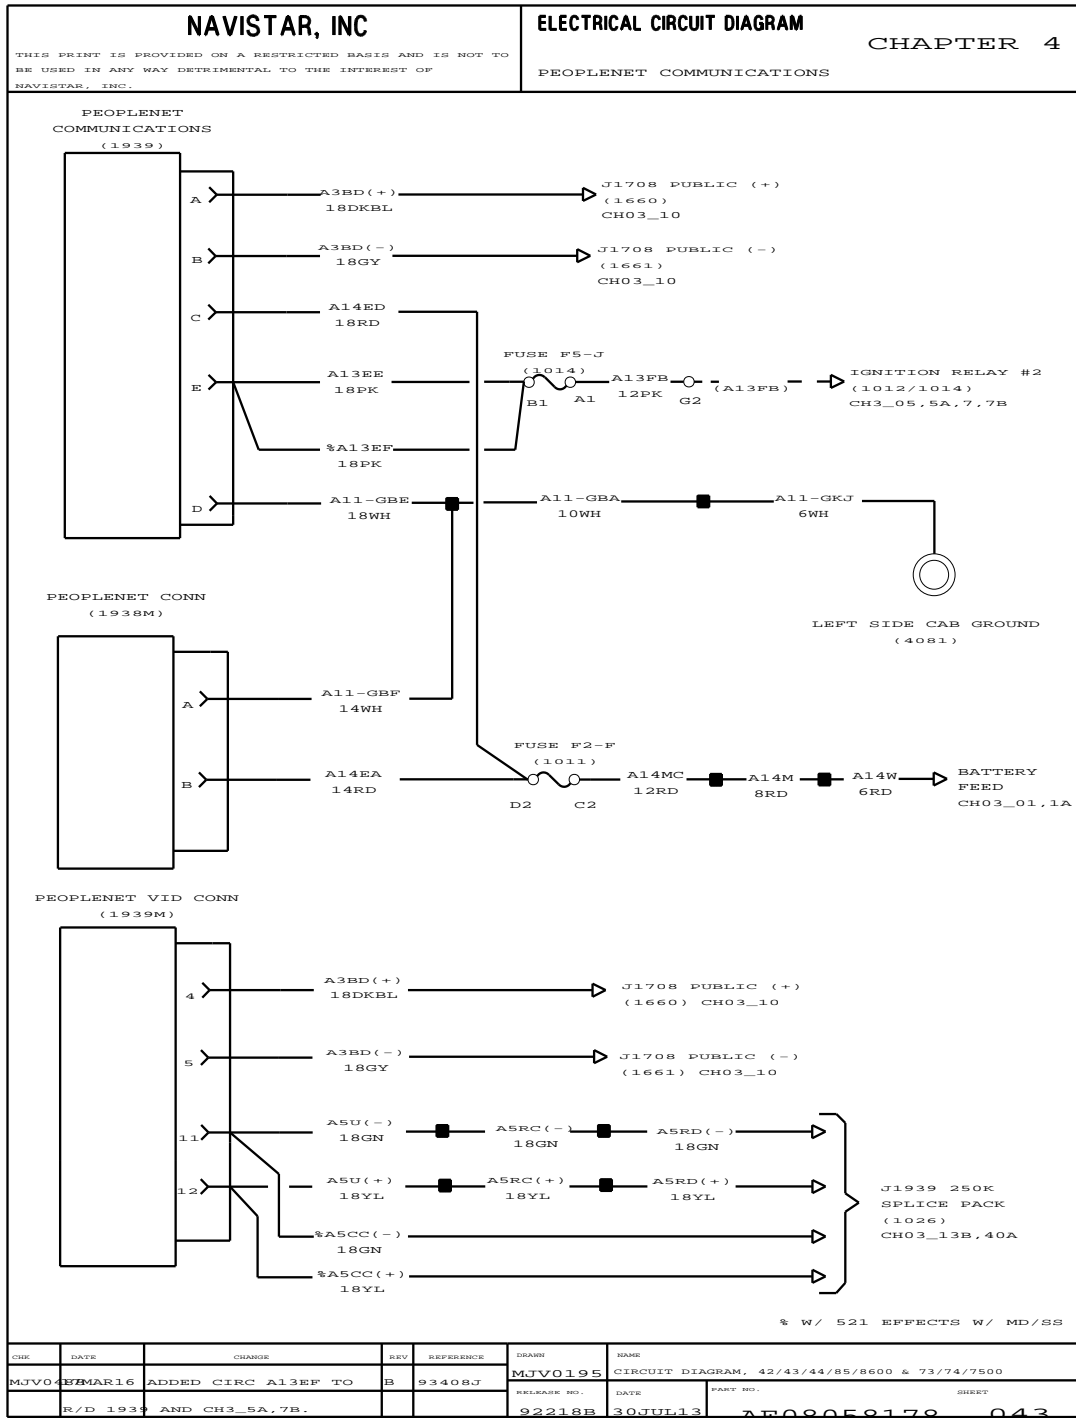 NAVISTAR, INC
THIS PRINT IS PROVIDED ON A RESTRICTED BASIS AND IS NOT TO
BE USED IN ANY WAY DETRIMENTAL TO THE INTEREST OF
NAVISTAR, INC.
ELECTRICAL CIRCUIT DIAGRAM
CHAPTER 4
PEOPLENET COMMUNICATIONS
PEOPLENET
COMMUNICATIONS
(1939)
A
A3BD(+)
18DKBL
J1708 PUBLIC (+)
(1660)
CH03_10
B
A3BD(-)
18GY
J1708 PUBLIC (-)
(1661)
CH03_10
C
A14ED
18RD
E
A13EE
18PK
FUSE F5-J
(1014)
B1
A1
A13FB
12PK
G2
(A13FB)
IGNITION RELAY #2
(1012/1014)
CH3_05,5A,7,7B
%A13EF
18PK
D
A11-GBE
18WH
A11-GBA
10WH
A11-GKJ
6WH
LEFT SIDE CAB GROUND
(4081)
PEOPLENET CONN
(1938M)
A
A11-GBF
14WH
B
A14EA
14RD
FUSE F2-F
(1011)
D2
C2
A14MC
12RD
A14M
8RD
A14W
6RD
BATTERY
FEED
CH03_01,1A
PEOPLENET VID CONN
(1939M)
4
A3BD(+)
18DKBL
J1708 PUBLIC (+)
(1660) CH03_10
5
A3BD(-)
18GY
J1708 PUBLIC (-)
(1661) CH03_10
11
A5U(-)
18GN
A5RC(-)
18GN
A5RD(-)
18GN
12
A5U(+)
18YL
A5RC(+)
18YL
A5RD(+)
18YL
%A5CC(-)
18GN
%A5CC(+)
18YL
J1939 250K
SPLICE PACK
(1026)
CH03_13B,40A
% W/ 521 EFFECTS W/ MD/SS
CHK
DATE
CHANGE
REV
REFERENCE
DRAWN
NAME
MAR16
ADDED CIRC A13EF TO
B
93408J
MJV0195
CIRCUIT DIAGRAM, 42/43/44/85/8600 & 73/74/7500
R/D 1939 AND CH3_5A,7B.
RELEASE NO.
DATE
PART NO.
SHEET
92218B
30JUL13
AF08058178
043